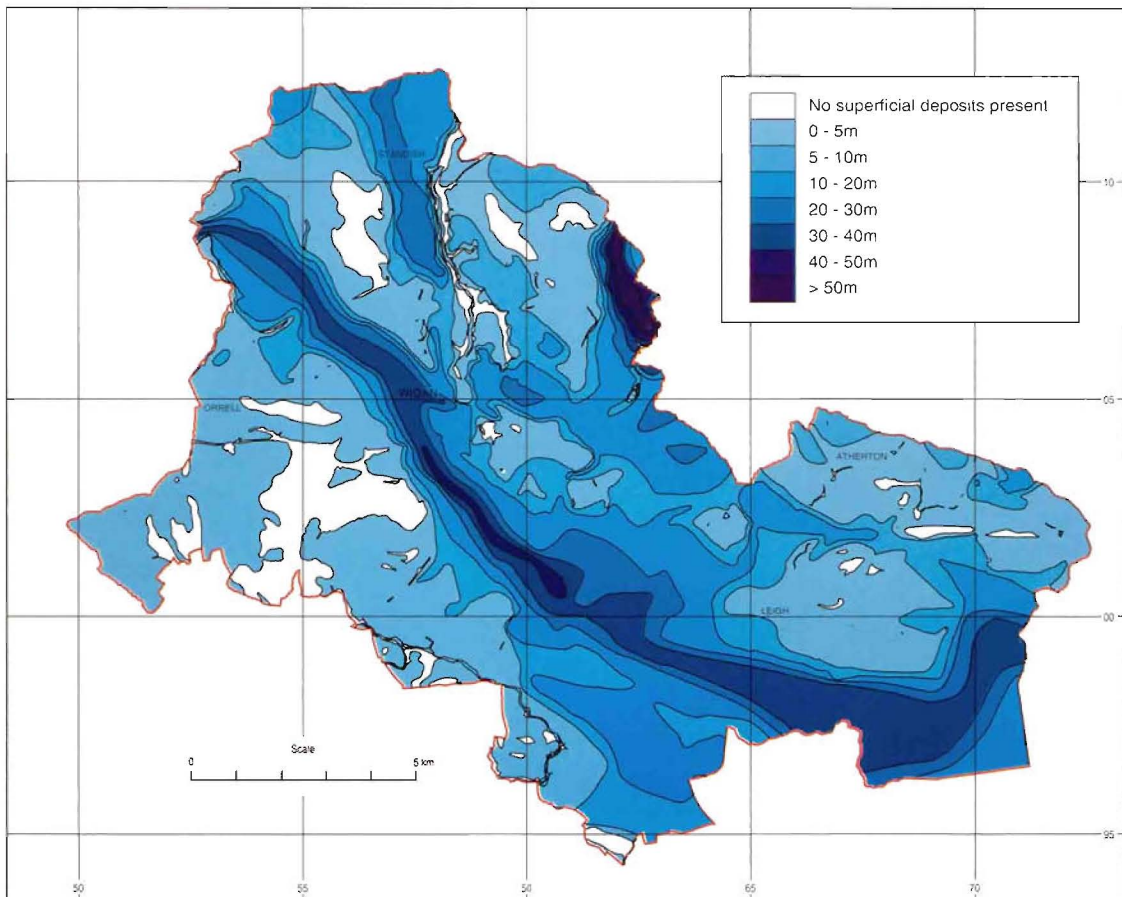 No superficial deposits present
0 - 5m
5 - 10m
10 - 20m
20 - 30m
30 - 40m
40 - 50m
> 50m
STANDISH
10
WIGAN
05
ORRELL
ATHERTON
LEIGH
00
Scale
0
5 km
95
50
55
50
65
70